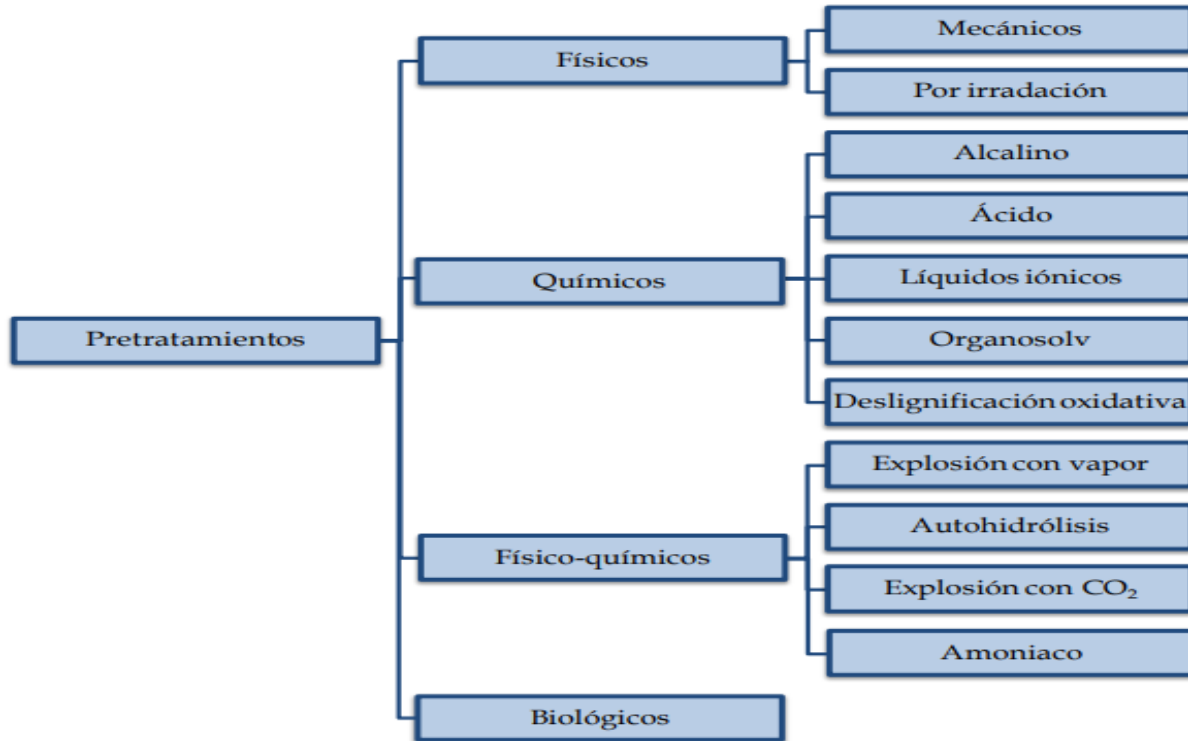 Pretratamientos
Físicos
Mecánicos
Por irradación
Químicos
Alcalino
Ácido
Líquidos iónicos
Organosolv
Deslignificación oxidativa
Físico-químicos
Explosión con vapor
Autohidrólisis
Explosión con CO₂
Amoniaco
Biológicos